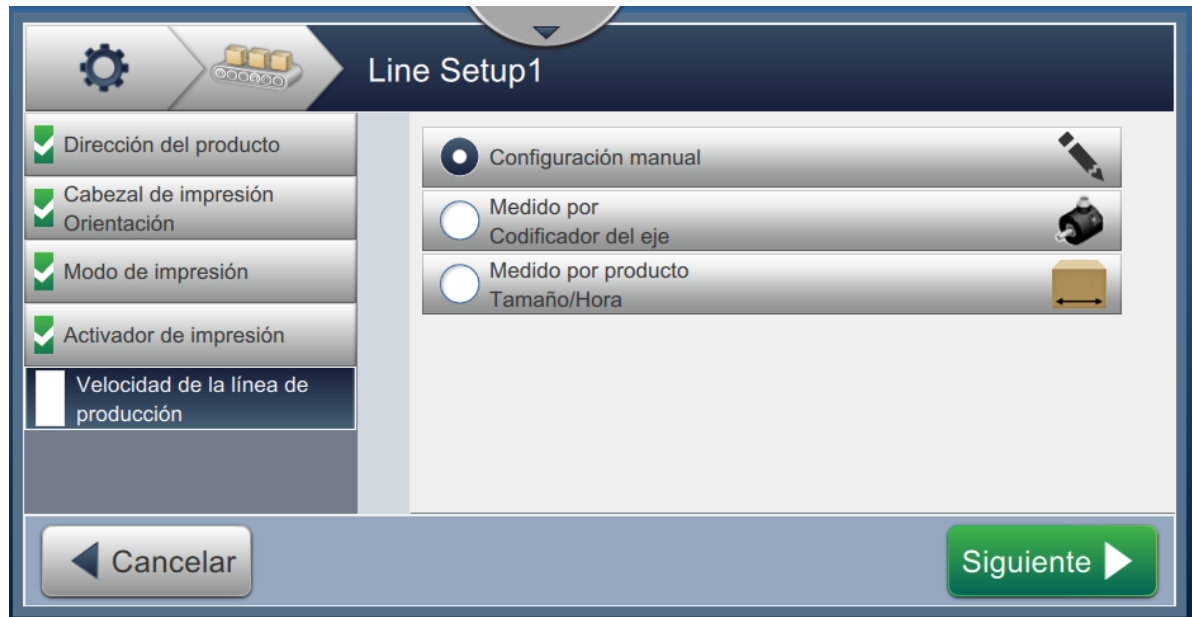 Line Setup1
Dirección del producto
Cabezal de impresión
Orientación
Modo de impresión
Activador de impresión
Velocidad de la línea de
producción
Configuración manual
Medido por
Codificador del eje
Medido por producto
Tamaño/Hora
Cancelar
Siguiente